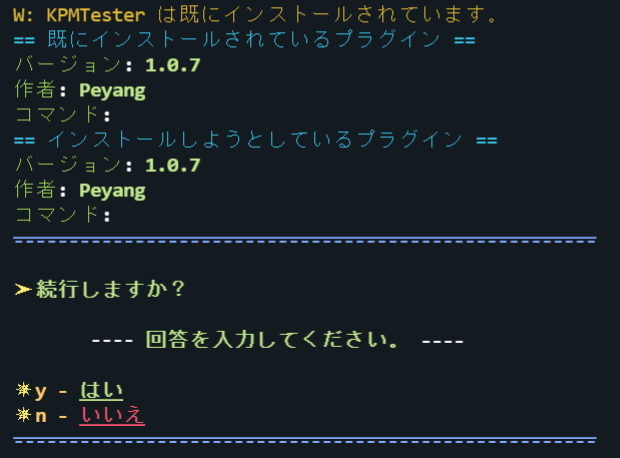 W: KPMTester は既にインストールされています。
== 既にインストールされているプラグイン ==
バージョン: 1.0.7
作者: Peyang
コマンド:
== インストールしようとしているプラグイン ==
バージョン: 1.0.7
作者: Peyang
コマンド:
➤続行しますか？
---- 回答を入力してください。 ----
✴y - はい
✴n - いいえ